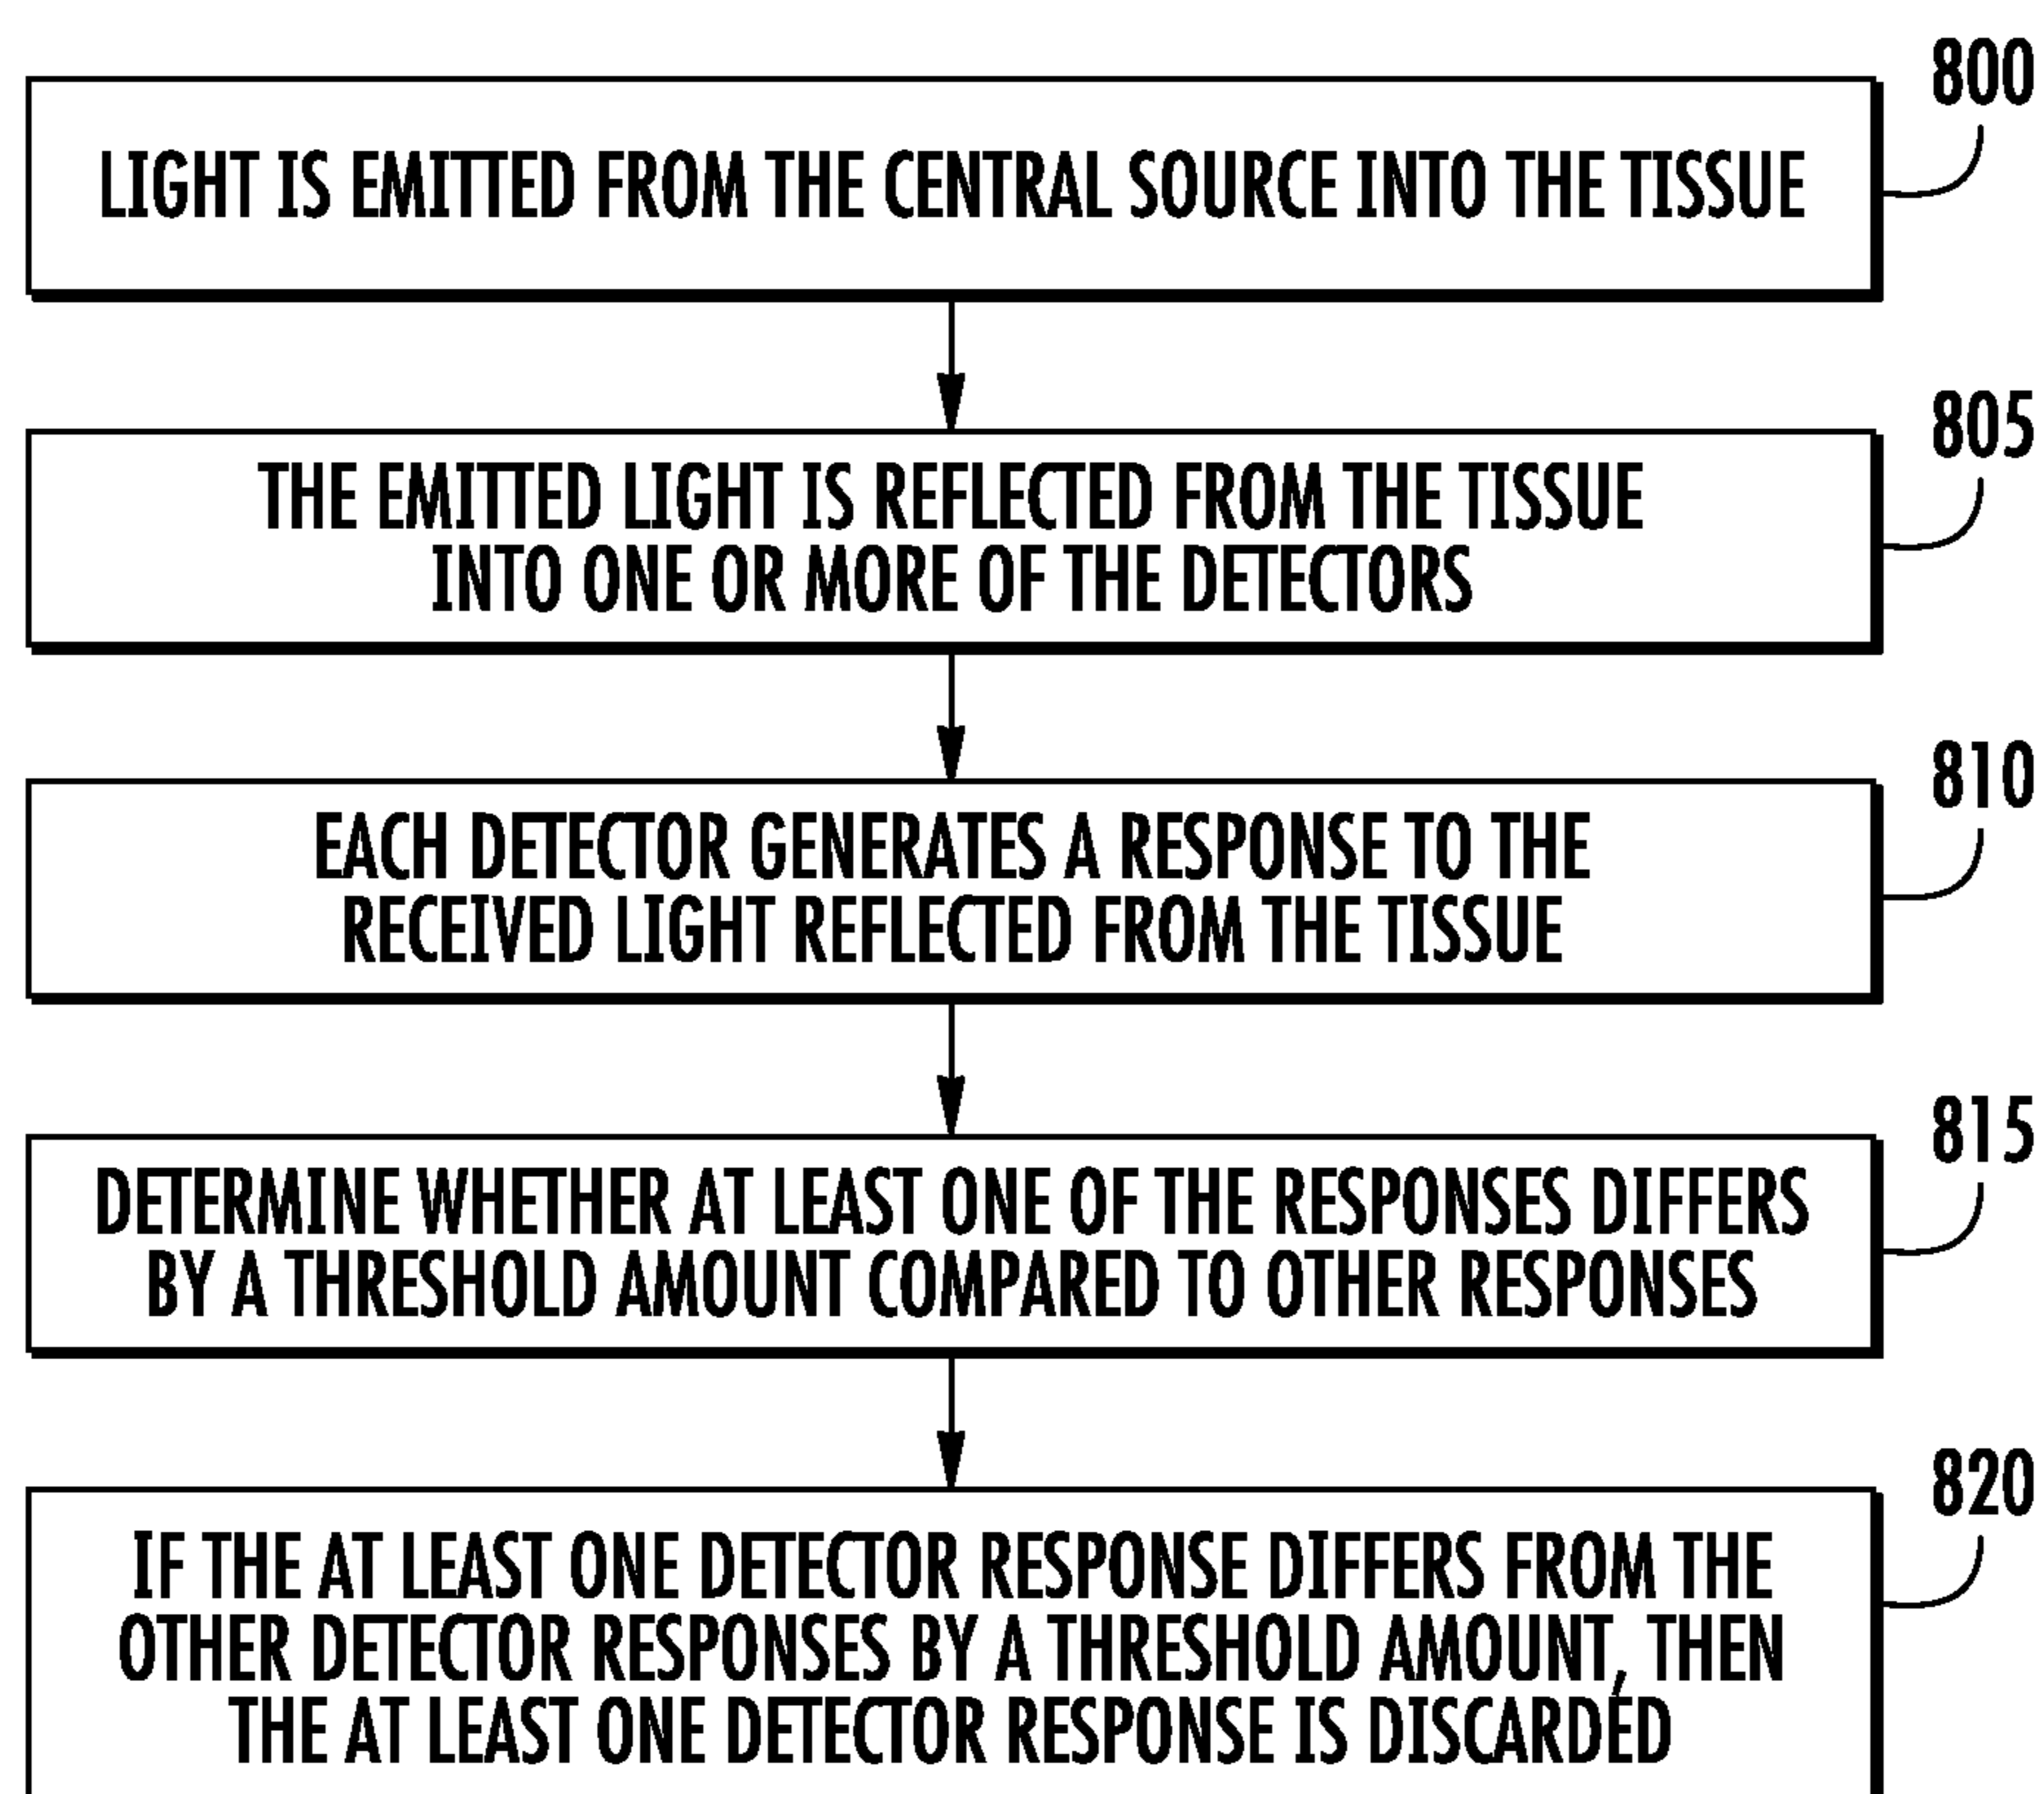 800
LIGHT IS EMITTED FROM THE CENTRAL SOURCE INTO THE TISSUE
805
THE EMITTED LIGHT IS REFLECTED FROM THE TISSUE
INTO ONE OR MORE OF THE DETECTORS
810
EACH DETECTOR GENERATES A RESPONSE TO THE
RECEIVED LIGHT REFLECTED FROM THE TISSUE
815
DETERMINE WHETHER AT LEAST ONE OF THE RESPONSES DIFFERS
BY A THRESHOLD AMOUNT COMPARED TO OTHER RESPONSES
820
IF THE AT LEAST ONE DETECTOR RESPONSE DIFFERS FROM THE
OTHER DETECTOR RESPONSES BY A THRESHOLD AMOUNT, THEN
THE AT LEAST ONE DETECTOR RESPONSE IS DISCARDED